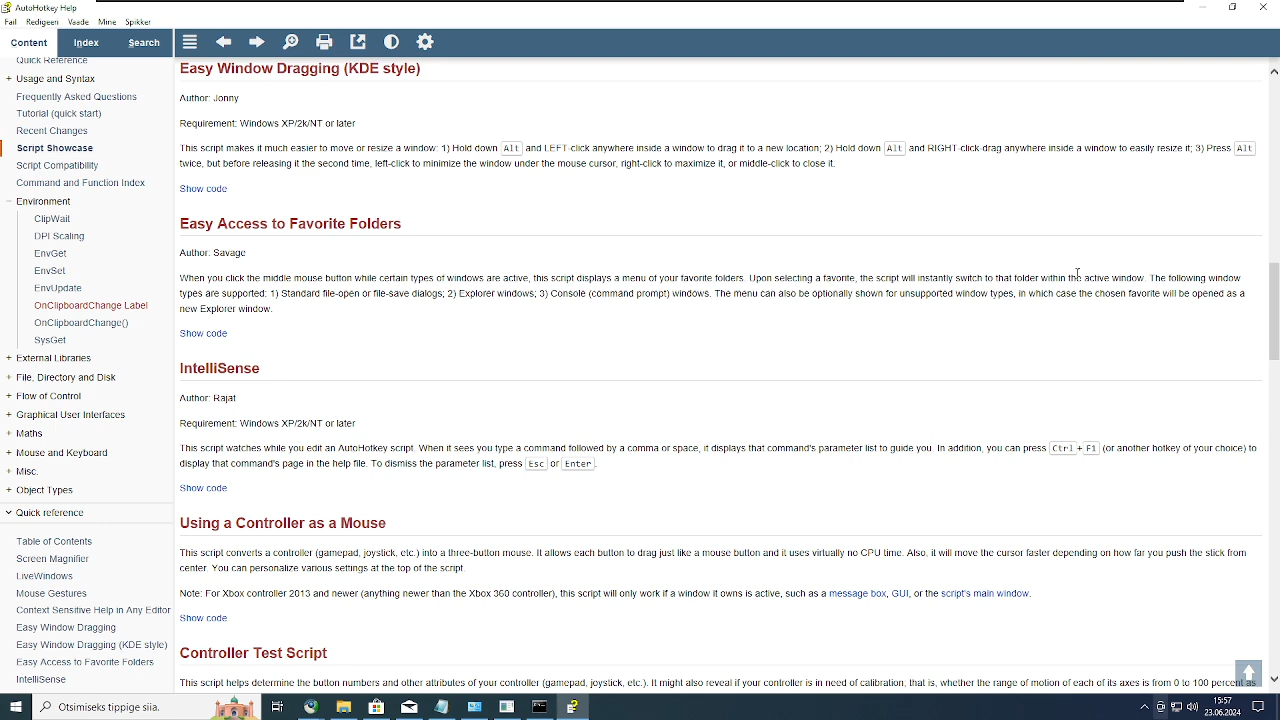 AutoHotkey Help
Fail Redigeri Vaade Mine Spikker
Content Index Search
Quick Reference
+ Usage and Syntax
Frequently Asked Questions
Tutorial (quick start)
Recent Changes
Script Showcase
Script Compatibility
Command and Function Index
− Environment
ClipWait
DPI Scaling
EnvGet
EnvSet
EnvUpdate
OnClipboardChange Label
OnClipboardChange()
SysGet
+ External Libraries
+ File, Directory and Disk
+ Flow of Control
+ Graphical User Interfaces
+ Maths
+ Mouse and Keyboard
+ Misc.
+ Object Types
Quick reference
Table of Contents
Screen Magnifier
LiveWindows
Mouse Gestures
Context Sensitive Help in Any Editor
Easy Window Dragging
Easy Window Dragging (KDE style)
Easy Access to Favorite Folders
IntelliSense
Easy Window Dragging (KDE style)
Author: Jonny
Requirement: Windows XP/2k/NT or later
This script makes it much easier to move or resize a window: 1) Hold down Alt and LEFT-click anywhere inside a window to drag it to a new location; 2) Hold down Alt and RIGHT-click-drag anywhere inside a window to easily resize it; 3) Press Alt
twice, but before releasing it the second time, left-click to minimize the window under the mouse cursor, right-click to maximize it, or middle-click to close it.
Show code
Easy Access to Favorite Folders
Author: Savage
When you click the middle mouse button while certain types of windows are active, this script displays a menu of your favorite folders. Upon selecting a favorite, the script will instantly switch to that folder within the active window. The following window
types are supported: 1) Standard file-open or file-save dialogs; 2) Explorer windows; 3) Console (command prompt) windows. The menu can also be optionally shown for unsupported window types, in which case the chosen favorite will be opened as a
new Explorer window.
Show code
IntelliSense
Author: Rajat
Requirement: Windows XP/2k/NT or later
This script watches while you edit an AutoHotkey script. When it sees you type a command followed by a comma or space, it displays that command's parameter list to guide you. In addition, you can press Ctrl + F1 (or another hotkey of your choice) to
display that command's page in the help file. To dismiss the parameter list, press Esc or Enter.
Show code
Using a Controller as a Mouse
This script converts a controller (gamepad, joystick, etc.) into a three-button mouse. It allows each button to drag just like a mouse button and it uses virtually no CPU time. Also, it will move the cursor faster depending on how far you push the stick from
center. You can personalize various settings at the top of the script.
Note: For Xbox controller 2013 and newer (anything newer than the Xbox 360 controller), this script will only work if a window it owns is active, such as a message box, GUI, or the script's main window.
Show code
Controller Test Script
This script helps determine the button numbers and other attributes of your controller (gamepad, joystick, etc.). It might also reveal if your controller is in need of calibration, that is, whether the range of motion of each of its axes is from 0 to 100 percent as
Otsimiseks tippige siia.
15:57
23.06.2024